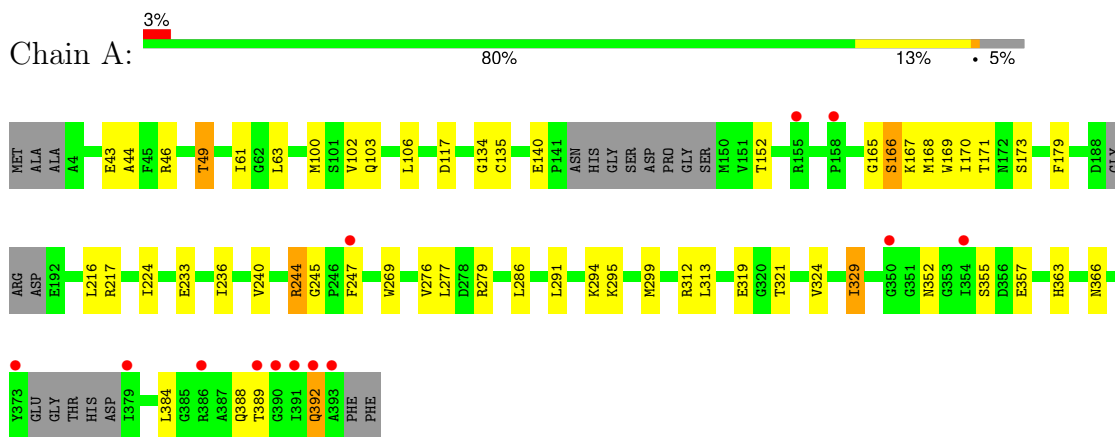 3%
Chain A:
80% 13% • 5%
MET ALA ALA A4 E43 A44 F45 R46 T49 I61 G62 L63 M100 S101 V102 Q103 L106 D117 G134 C135 E140 P141 ASN HIS GLY SER ASP PRO GLY SER M150 V151 T152 R155 P158 G165 S166 K167 M168 W169 I170 T171 N172 S173 F179 D188 GLY
ARG ASP E192 L216 R217 I224 E233 I236 V240 R244 G245 P246 F247 W269 V276 L277 D278 R279 L286 L291 K294 K295 M299 R312 L313 E319 G320 T321 V324 I329 G350 G351 N352 G353 I354 S355 D356 E357 H363 N366
Y373 GLU GLY THR HIS ASP I379 L384 G385 R386 A387 Q388 T389 G390 I391 Q392 A393 PHE PHE